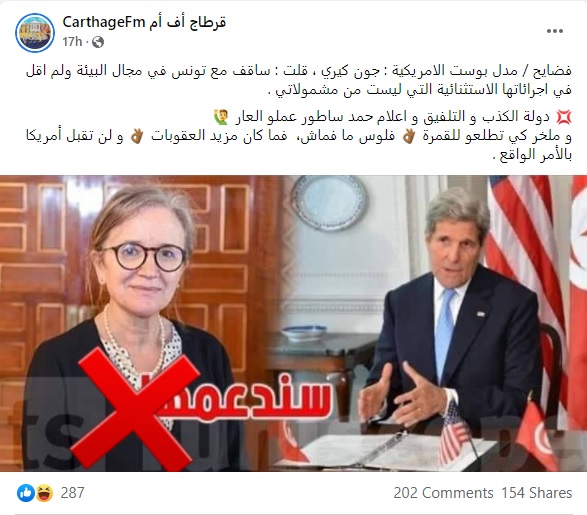 CarthageFm قرطاج أف أم
17h
فضايح / مدل بوست الامريكية : جون كيري ، قلت : ساقف مع تونس في مجال البيئة ولم اقل
في اجرائاتها الاستثنائية التي ليست من مشمولاتي .
💢 دولة الكذب و التلفيق و اعلام حمد ساطور عملو العار 🤦‍♂️
و ملخر كي تطلعو للقمرة 👌🏾 فلوس ما فماش، فما كان مزيد العقوبات 👌🏾 و لن تقبل أمريكا
بالأمر الواقع .
287
202 Comments 154 Shares